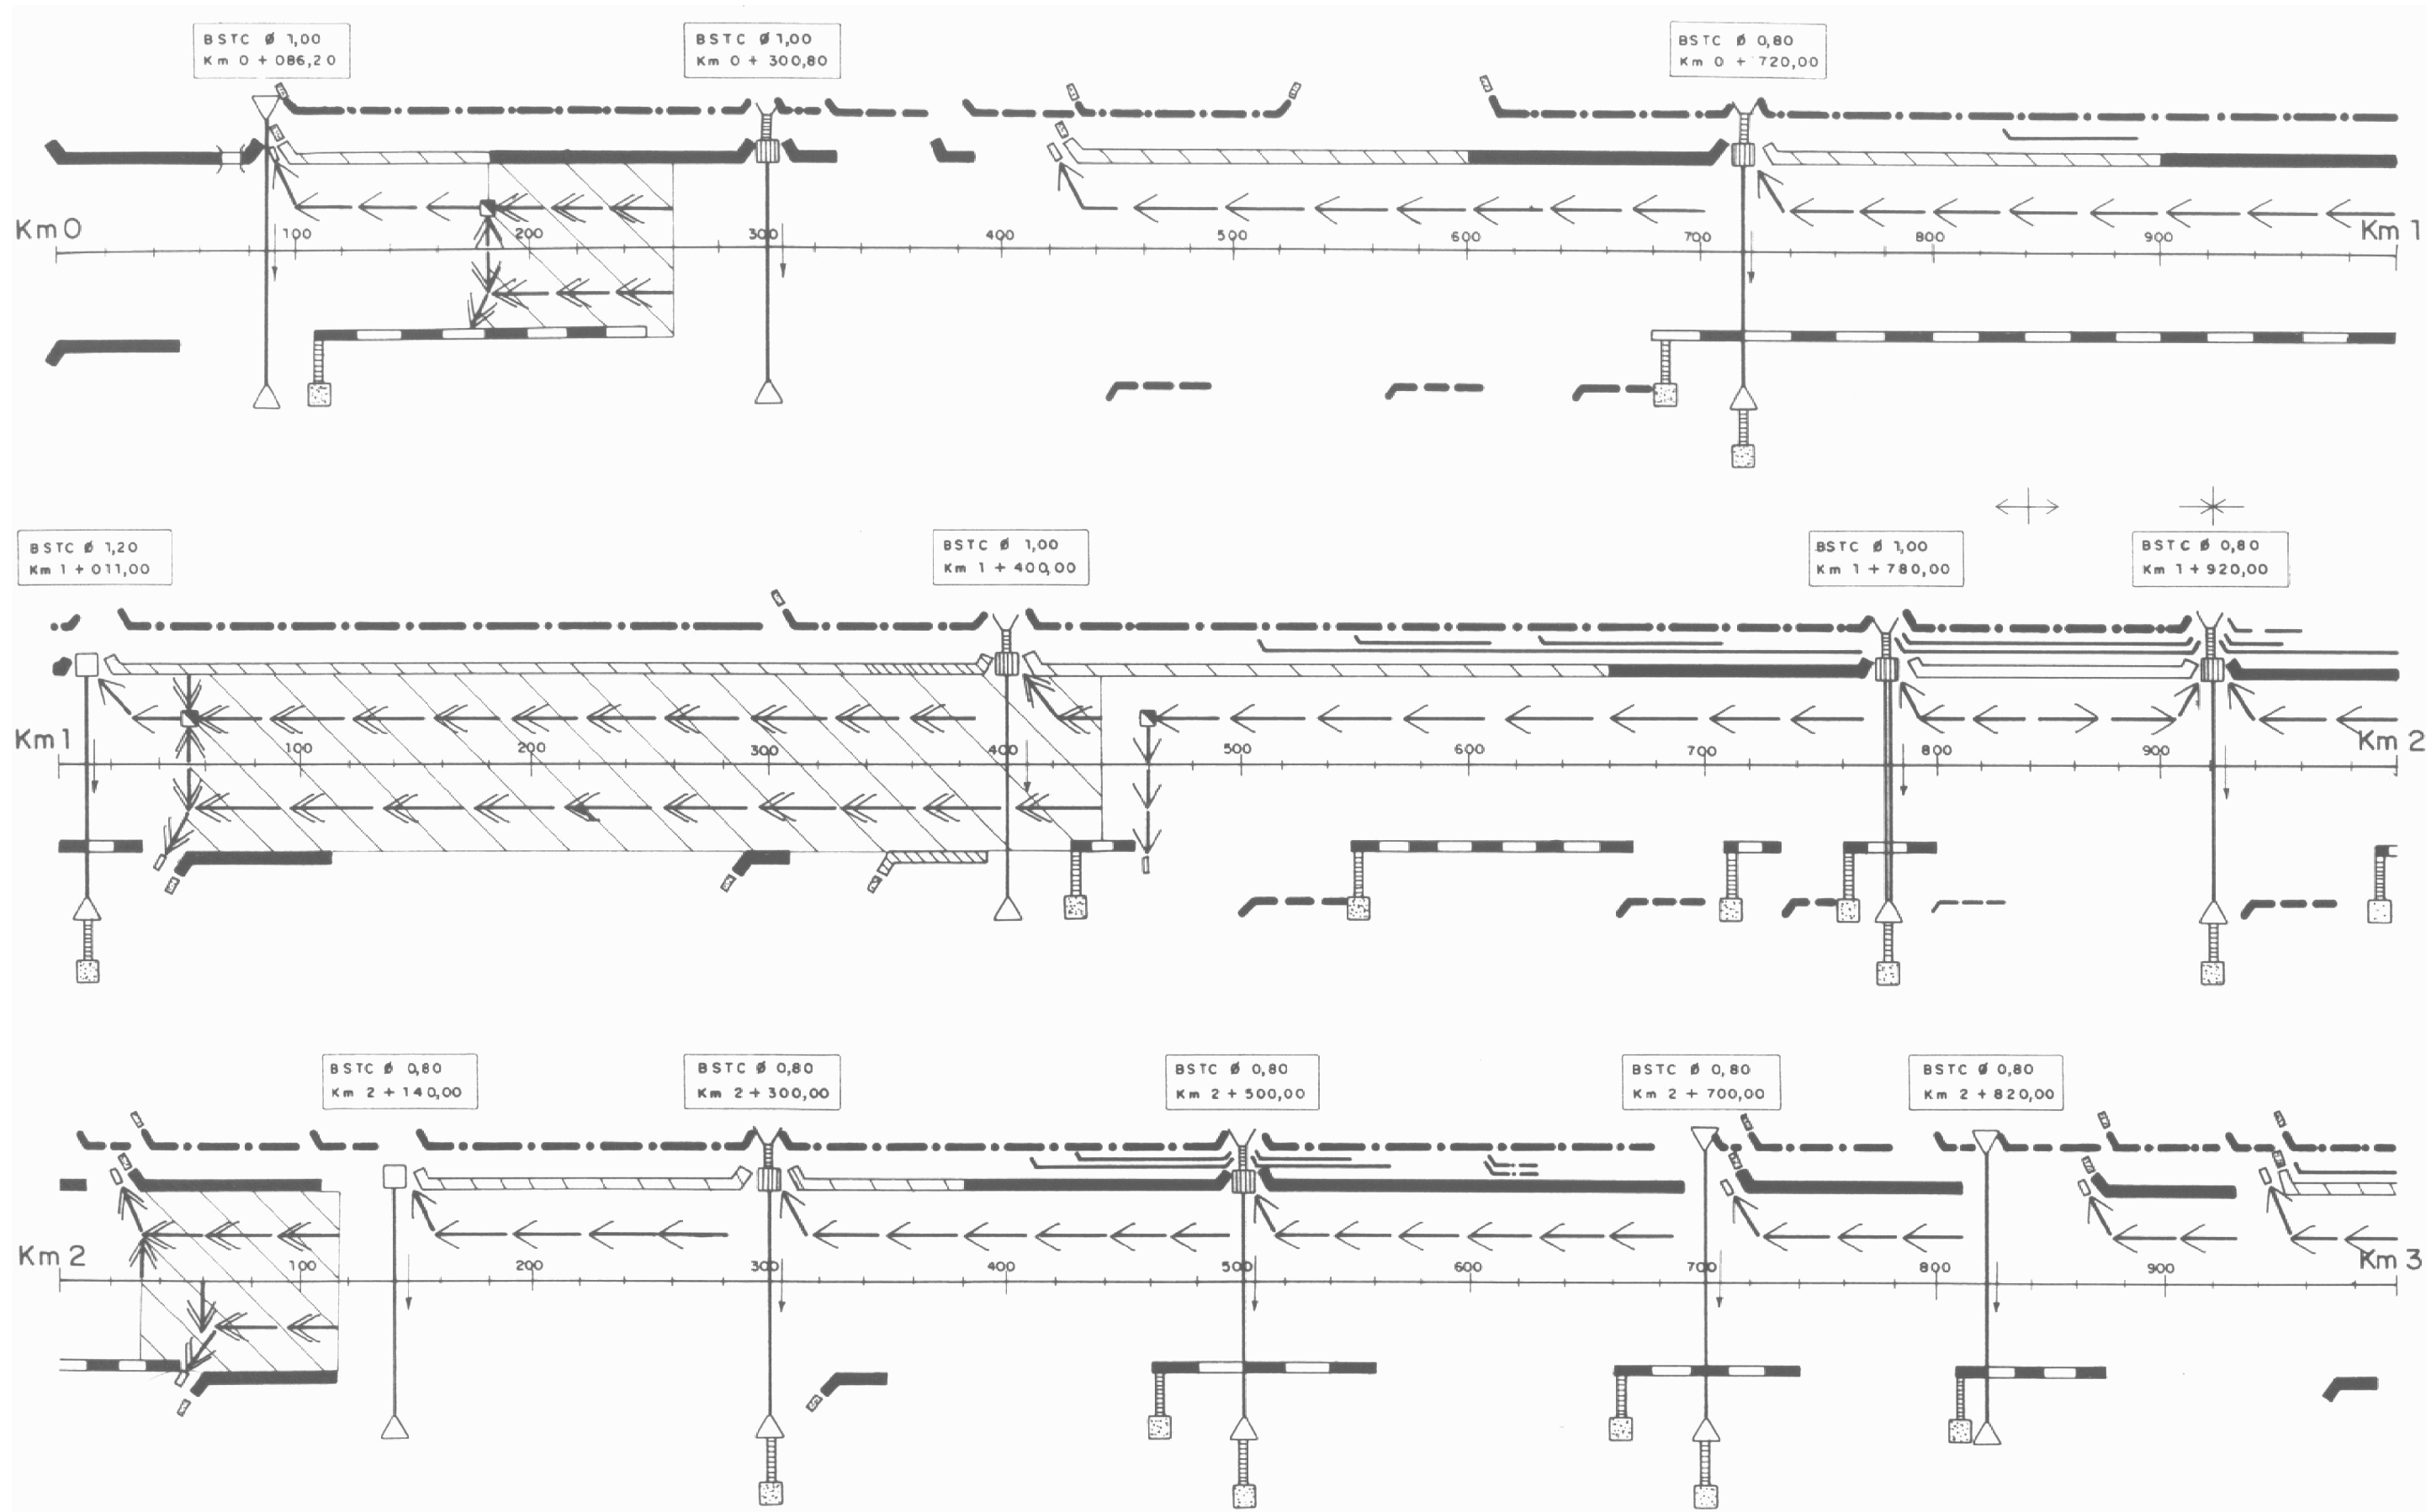 BSTC Ø 1,00
Km 0 + 086,20
BSTC Ø 1,00
Km 0 + 300,80
BSTC Ø 0,80
Km 0 + 720,00
Km 0
100
200
300
400
500
600
700
800
900
Km 1
BSTC Ø 1,20
Km 1 + 011,00
BSTC Ø 1,00
Km 1 + 400,00
BSTC Ø 1,00
Km 1 + 780,00
BSTC Ø 0,80
Km 1 + 920,00
Km 1
100
200
300
400
500
600
700
800
900
Km 2
BSTC Ø 0,80
Km 2 + 140,00
BSTC Ø 0,80
Km 2 + 300,00
BSTC Ø 0,80
Km 2 + 500,00
BSTC Ø 0,80
Km 2 + 700,00
BSTC Ø 0,80
Km 2 + 820,00
Km 2
100
200
300
400
500
600
700
800
900
Km 3